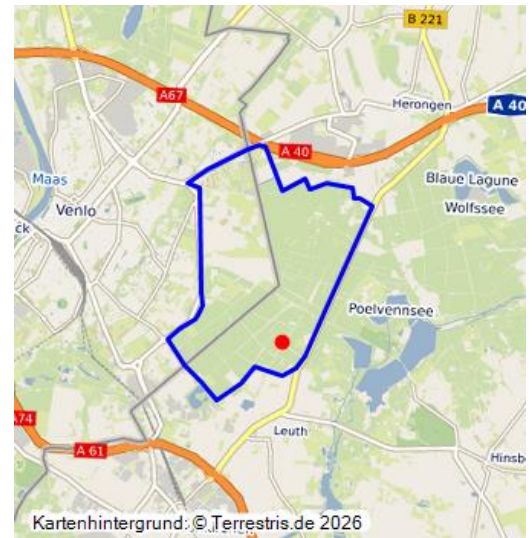 B 221
A67
Herongen
A 40
A 40
Maas
Blaue Lagune
Venlo
Wolfssee
ck
Poelvennsee
A74
Leuth
A 61
Hinsb
Kartenhintergrund: © Terrestris.de 2026